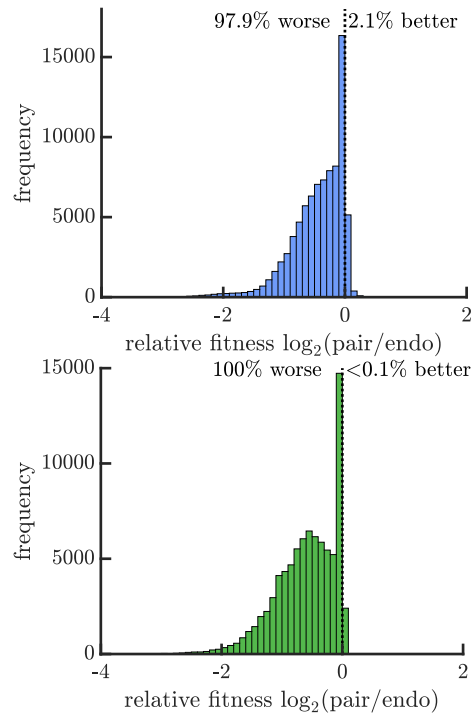 97.9% worse 2.1% better
15000
10000
5000
0
frequency
-4 -2 0 2
relative fitness log₂(pair/endo)
100% worse <0.1% better
15000
10000
5000
0
frequency
-4 -2 0 2
relative fitness log₂(pair/endo)